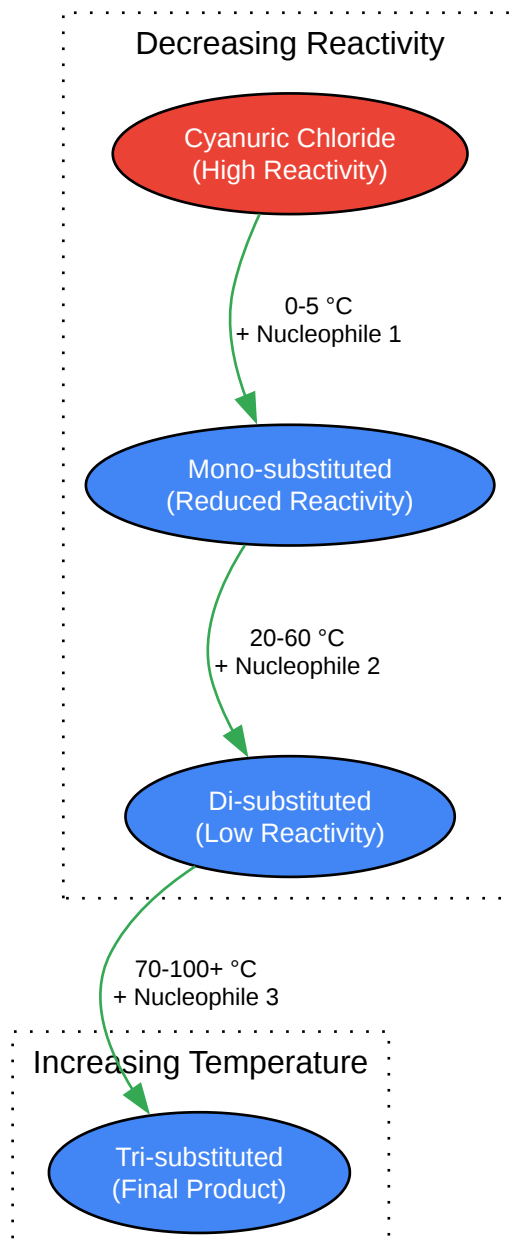 Decreasing Reactivity
Cyanuric Chloride
(High Reactivity)
0-5 °C
+ Nucleophile 1
Mono-substituted
(Reduced Reactivity)
20-60 °C
+ Nucleophile 2
Di-substituted
(Low Reactivity)
70-100+ °C
+ Nucleophile 3
Increasing Temperature
Tri-substituted
(Final Product)